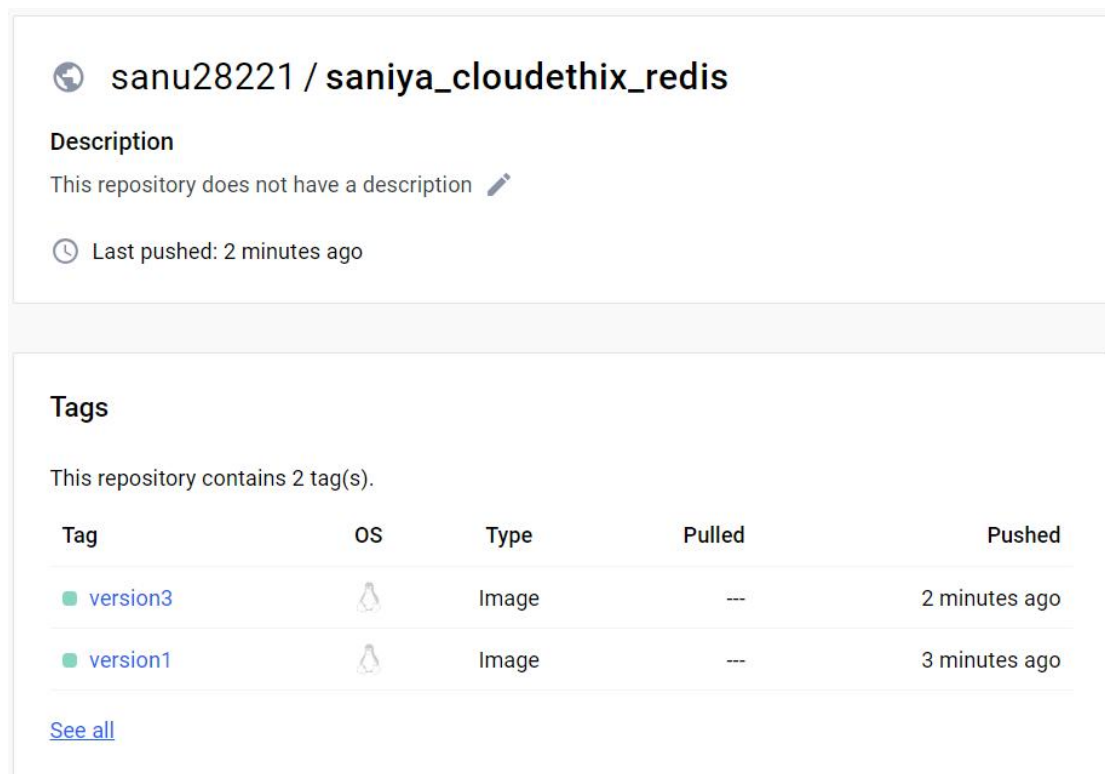 sanu28221 / saniya_cloudethix_redis
Description
This repository does not have a description
Last pushed: 2 minutes ago
Tags
This repository contains 2 tag(s).
Tag OS Type Pulled Pushed
version3 Image --- 2 minutes ago
version1 Image --- 3 minutes ago
See all